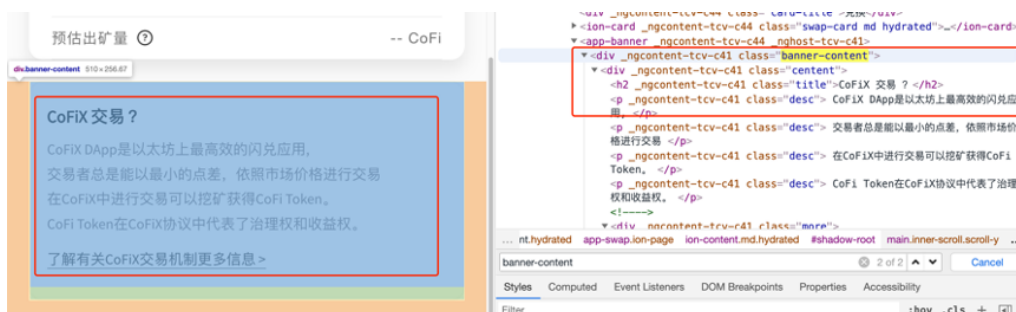 预估出矿量 ?
-- CoFi
div.banner-content 510 × 256.67
CoFiX 交易？
CoFiX DApp是以太坊上最高效的闪兑应用，
交易者总是能以最小的点差，依照市场价格进行交易
在CoFiX中进行交易可以挖矿获得CoFi Token。
CoFi Token在CoFiX协议中代表了治理权和收益权。
了解有关CoFiX交易机制更多信息 >
<div _ngcontent-tcv-c44 class="card-title">兑换</div>
▶<ion-card _ngcontent-tcv-c44 class="swap-card md hydrated">…</ion-card>
▼<app-banner _ngcontent-tcv-c44 _nghost-tcv-c41>
▼<div _ngcontent-tcv-c41 class="banner-content">
▼<div _ngcontent-tcv-c41 class="centent">
<h2 _ngcontent-tcv-c41 class="title">CoFiX 交易 ？</h2>
<p _ngcontent-tcv-c41 class="desc"> CoFiX DApp是以太坊上最高效的闪兑应
用，</p>
<p _ngcontent-tcv-c41 class="desc"> 交易者总是能以最小的点差，依照市场价
格进行交易 </p>
<p _ngcontent-tcv-c41 class="desc"> 在CoFiX中进行交易可以挖矿获得CoFi
Token。 </p>
<p _ngcontent-tcv-c41 class="desc"> CoFi Token在CoFiX协议中代表了治理
权和收益权。 </p>
<!---->
▼<div _ngcontent-tcv-c41 class="more">
… nt.hydrated app-swap.ion-page ion-content.md.hydrated #shadow-root main.inner-scroll.scroll-y …
banner-content 2 of 2 Cancel
Styles Computed Event Listeners DOM Breakpoints Properties Accessibility
Filter :hov .cls +